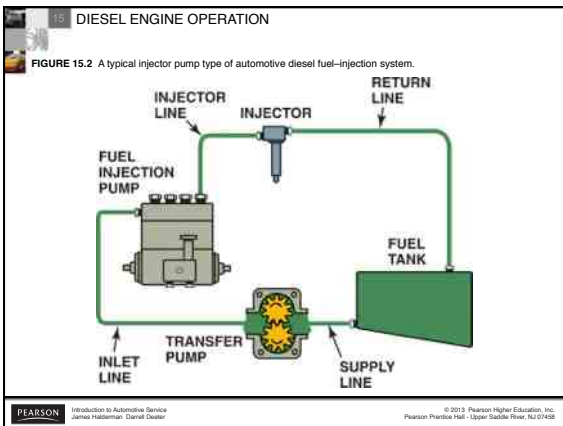 15 DIESEL ENGINE OPERATION
FIGURE 15.2 A typical injector pump type of automotive diesel fuel–injection system.
RETURN
LINE
INJECTOR
LINE
INJECTOR
FUEL
INJECTION
PUMP
FUEL
TANK
TRANSFER
PUMP
INLET
LINE
SUPPLY
LINE
PEARSON
Introduction to Automotive Service
James Halderman Darrell Deeter
© 2013 Pearson Higher Education, Inc.
Pearson Prentice Hall - Upper Saddle River, NJ 07458